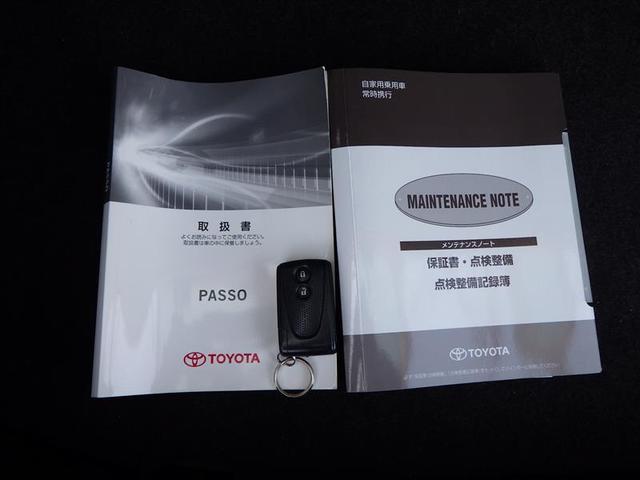 取扱書
よくお読みになってご使用ください。
取扱書は車の中に保管しましょう。
PASSO
TOYOTA
自家用乗用車
常時携行
MAINTENANCE NOTE
メンテナンスノート
保証書・点検整備
点検整備記録簿
TOYOTA